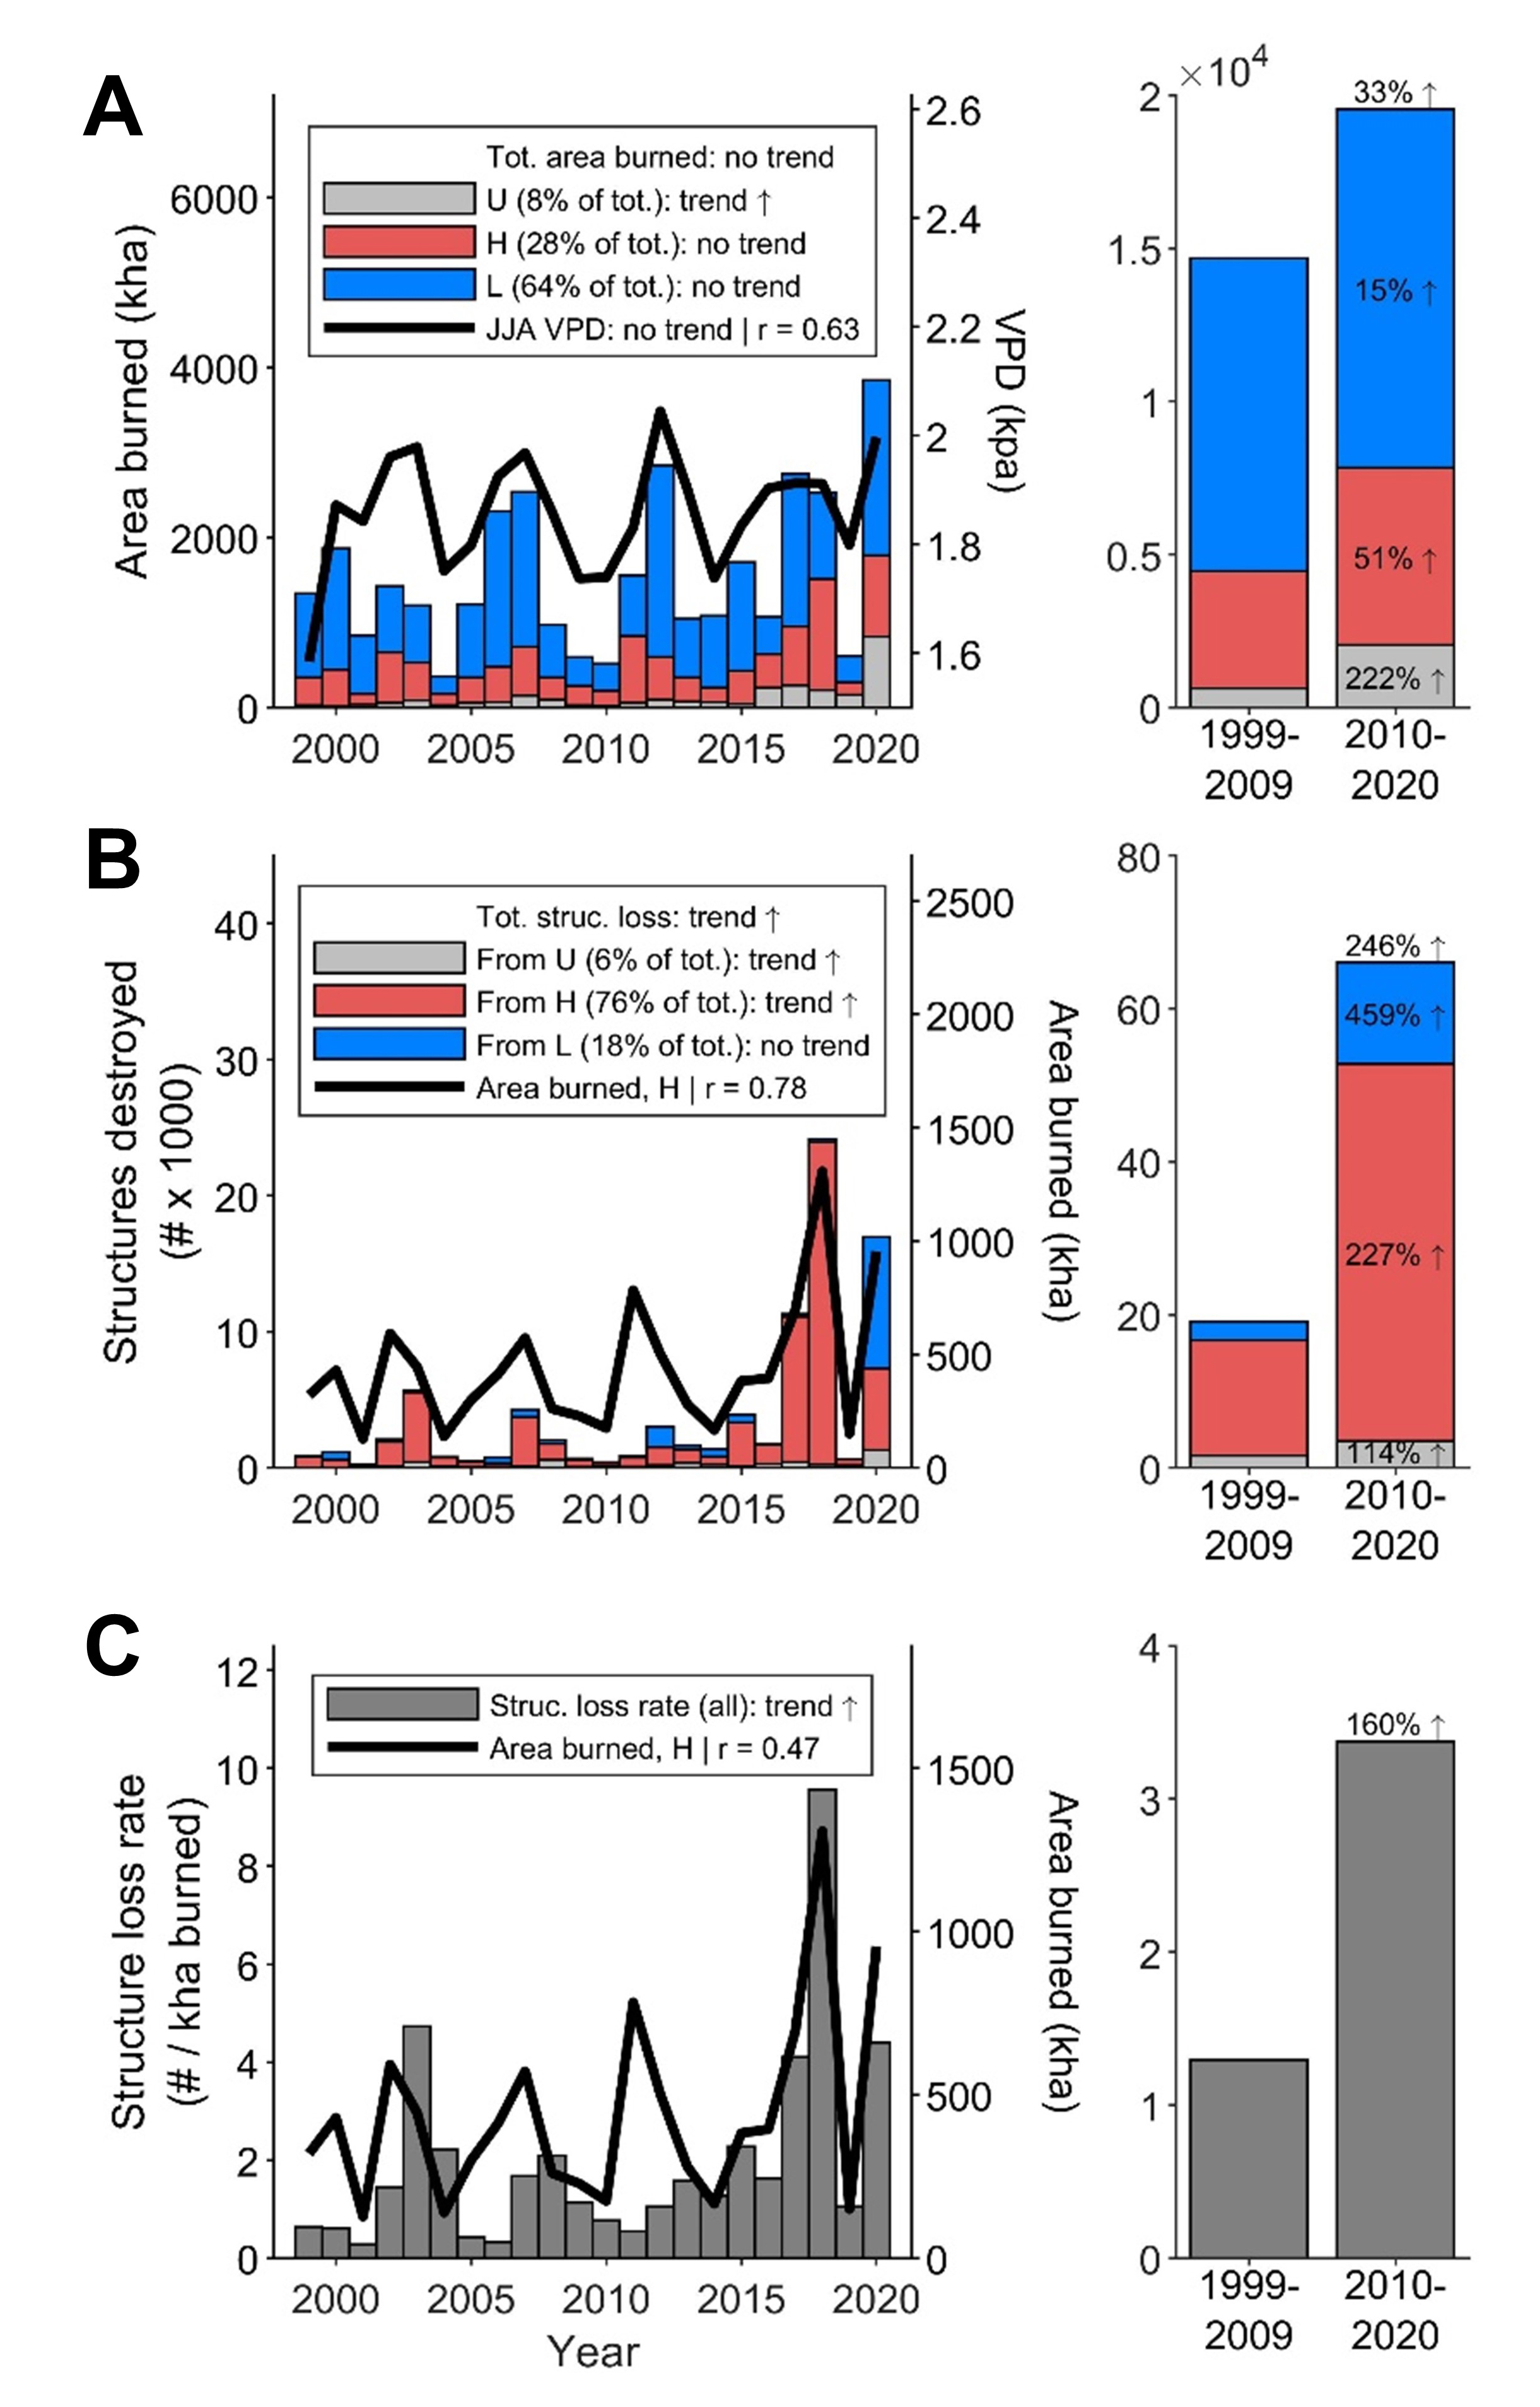 A
Area burned (kha)
6000
4000
2000
0
Tot. area burned: no trend
U (8% of tot.): trend ↑
H (28% of tot.): no trend
L (64% of tot.): no trend
JJA VPD: no trend | r = 0.63
2.6
2.4
2.2
2
1.8
1.6
VPD (kpa)
2000 2005 2010 2015 2020
×10⁴
2
1.5
1
0.5
0
33% ↑
15% ↑
51% ↑
222% ↑
1999-
2009
2010-
2020
B
Structures destroyed
(# x 1000)
40
30
20
10
0
Tot. struc. loss: trend ↑
From U (6% of tot.): trend ↑
From H (76% of tot.): trend ↑
From L (18% of tot.): no trend
Area burned, H | r = 0.78
2500
2000
1500
1000
500
0
Area burned (kha)
2000 2005 2010 2015 2020
80
60
40
20
0
246% ↑
459% ↑
227% ↑
114% ↑
1999-
2009
2010-
2020
C
Structure loss rate
(# / kha burned)
12
10
8
6
4
2
0
Struc. loss rate (all): trend ↑
Area burned, H | r = 0.47
1500
1000
500
0
Area burned (kha)
2000 2005 2010 2015 2020
Year
4
3
2
1
0
160% ↑
1999-
2009
2010-
2020